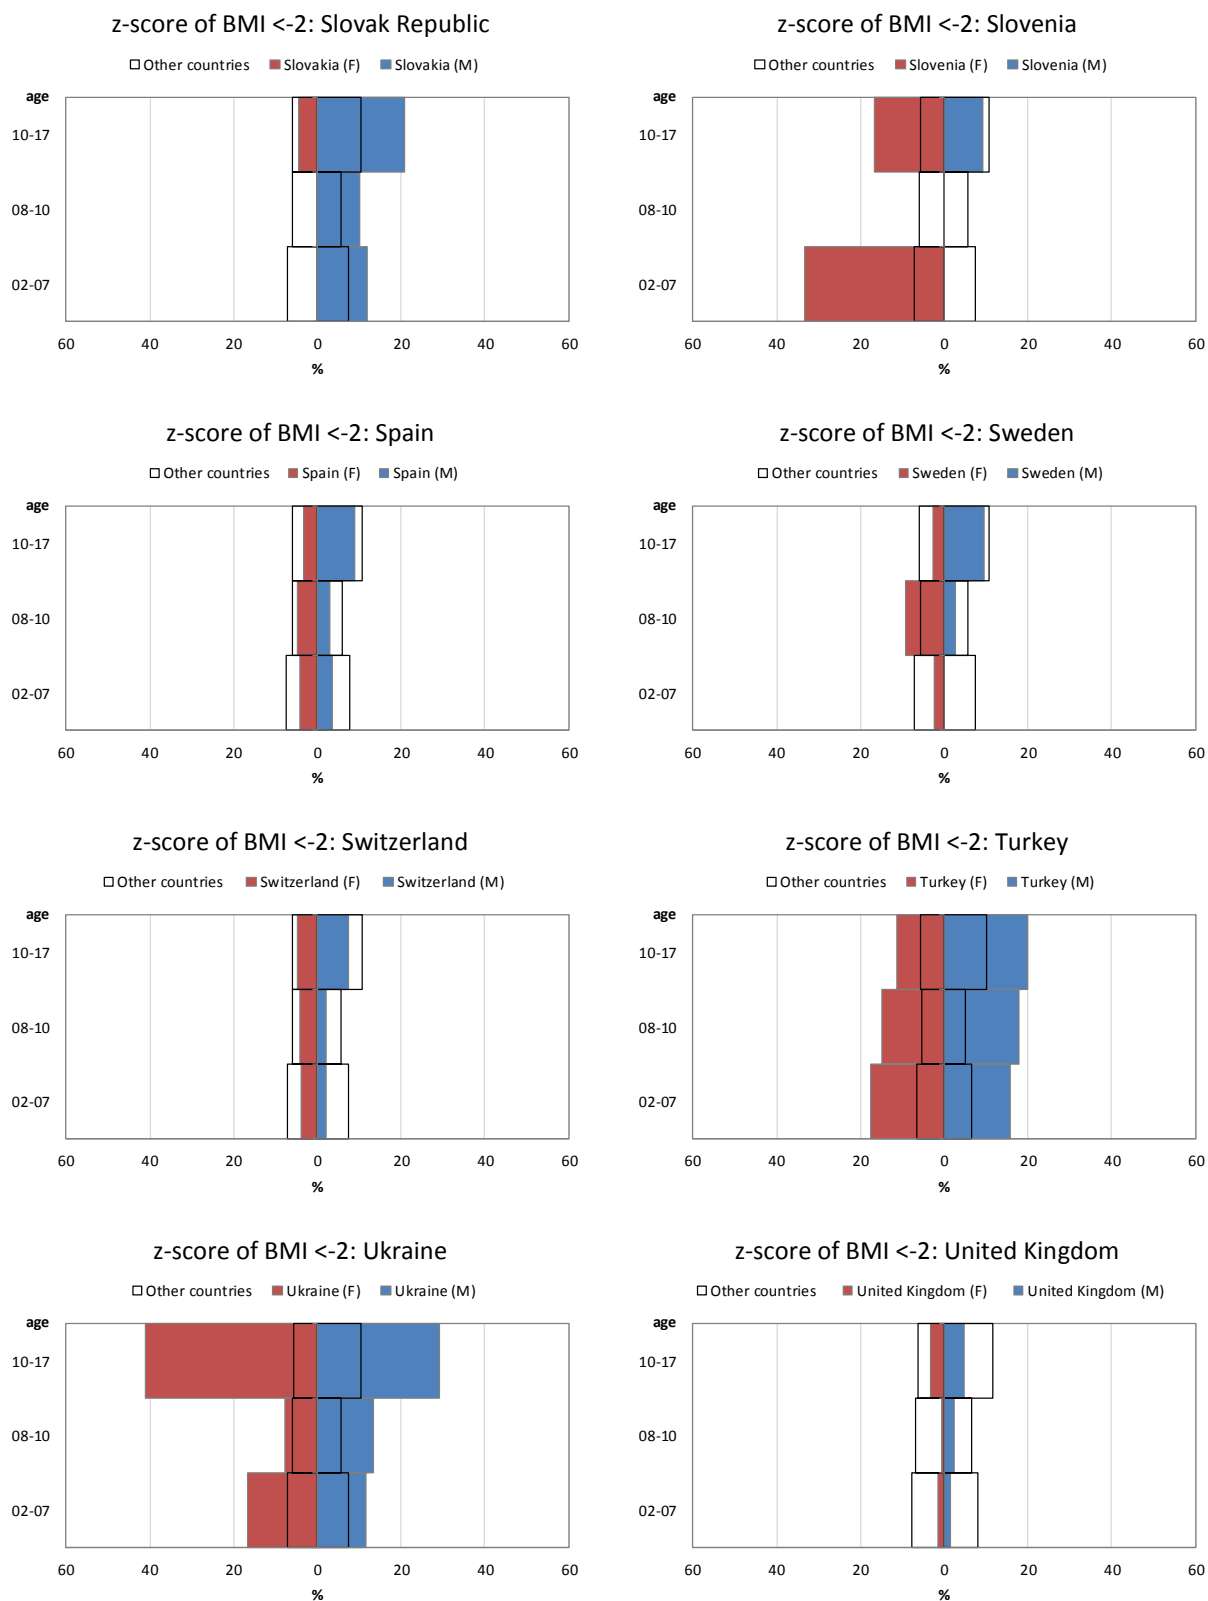 z-score of BMI <-2: Slovak Republic
Other countries Slovakia (F) Slovakia (M)
age
10-17
08-10
02-07
60 40 20 0 20 40 60
%
z-score of BMI <-2: Slovenia
Other countries Slovenia (F) Slovenia (M)
age
10-17
08-10
02-07
60 40 20 0 20 40 60
%
z-score of BMI <-2: Spain
Other countries Spain (F) Spain (M)
age
10-17
08-10
02-07
60 40 20 0 20 40 60
%
z-score of BMI <-2: Sweden
Other countries Sweden (F) Sweden (M)
age
10-17
08-10
02-07
60 40 20 0 20 40 60
%
z-score of BMI <-2: Switzerland
Other countries Switzerland (F) Switzerland (M)
age
10-17
08-10
02-07
60 40 20 0 20 40 60
%
z-score of BMI <-2: Turkey
Other countries Turkey (F) Turkey (M)
age
10-17
08-10
02-07
60 40 20 0 20 40 60
%
z-score of BMI <-2: Ukraine
Other countries Ukraine (F) Ukraine (M)
age
10-17
08-10
02-07
60 40 20 0 20 40 60
%
z-score of BMI <-2: United Kingdom
Other countries United Kingdom (F) United Kingdom (M)
age
10-17
08-10
02-07
60 40 20 0 20 40 60
%